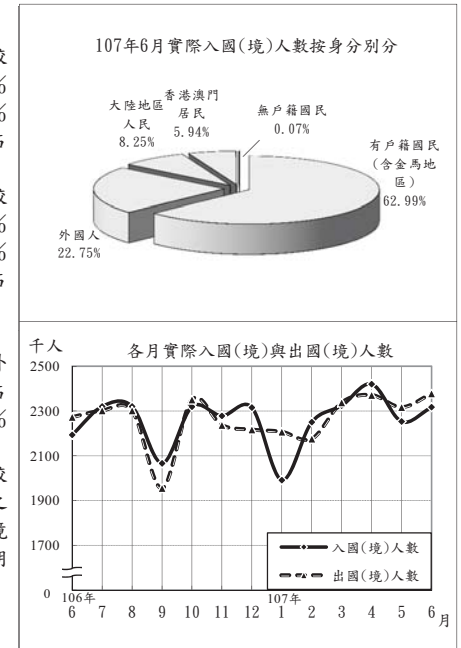 107年6月實際入國(境)人數按身分別分
大陸地區
人民
8.25%
香港澳門
居民
5.94%
無戶籍國民
0.07%
有戶籍國民
(含金馬地
區)
62.99%
外國人
22.75%
較
%
%
較
%
%
外
%
較
千人
各月實際入國(境)與出國(境)人數
2500
2300
2100
1900
1700
0
入國(境)人數
出國(境)人數
106年
107年
6 7 8 9 10 11 12 1 2 3 4 5 6 月